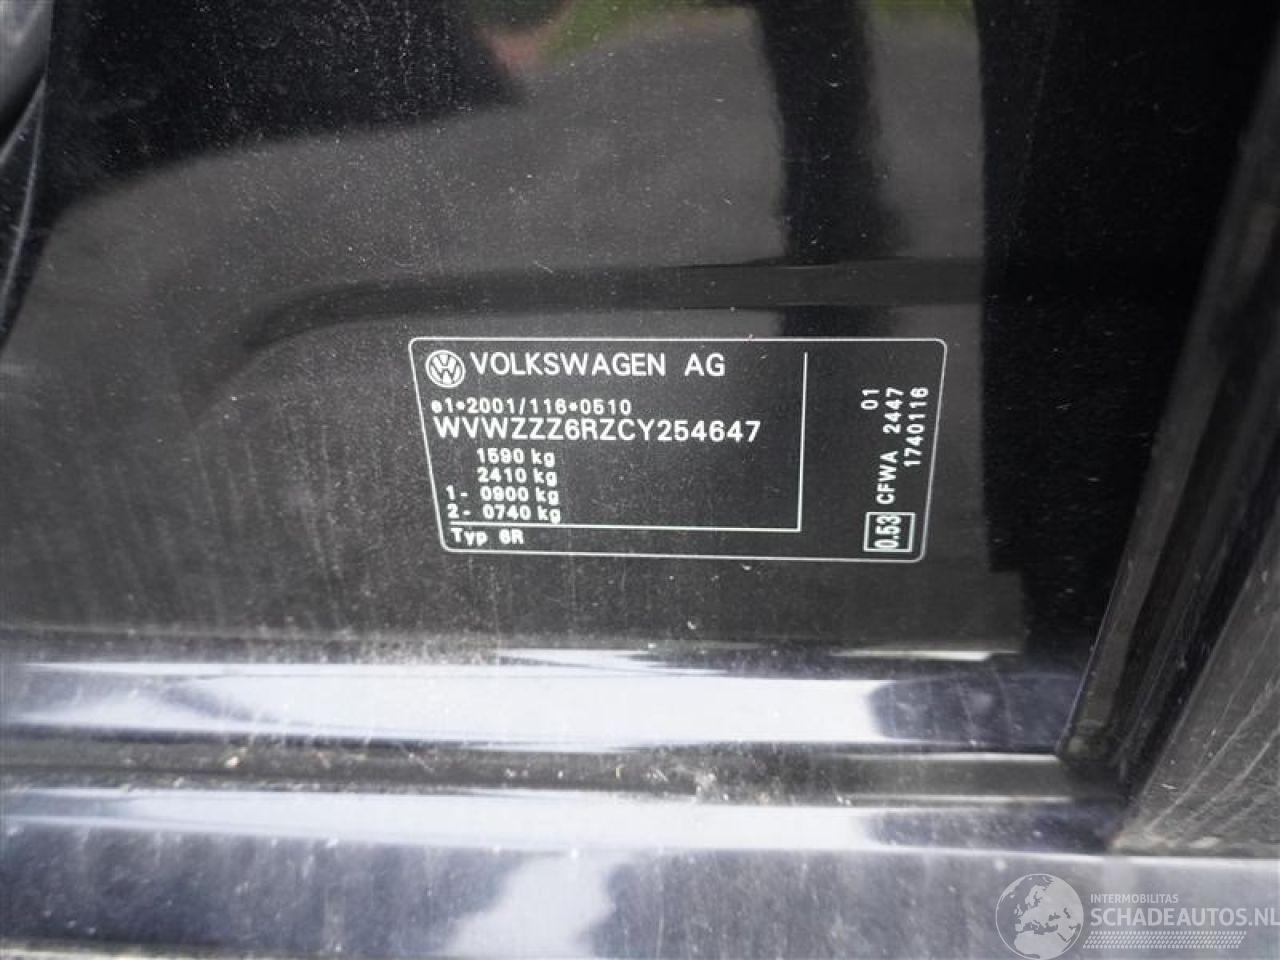 VOLKSWAGEN AG
e1*2001/116*0510
WVWZZZ6RZCY254647
1590 kg
2410 kg
1- 0900 kg
2- 0740 kg
Typ 6R
01
CFWA 2447
1740116
0.53
INTERMOBILITAS
SCHADEAUTOS.NL